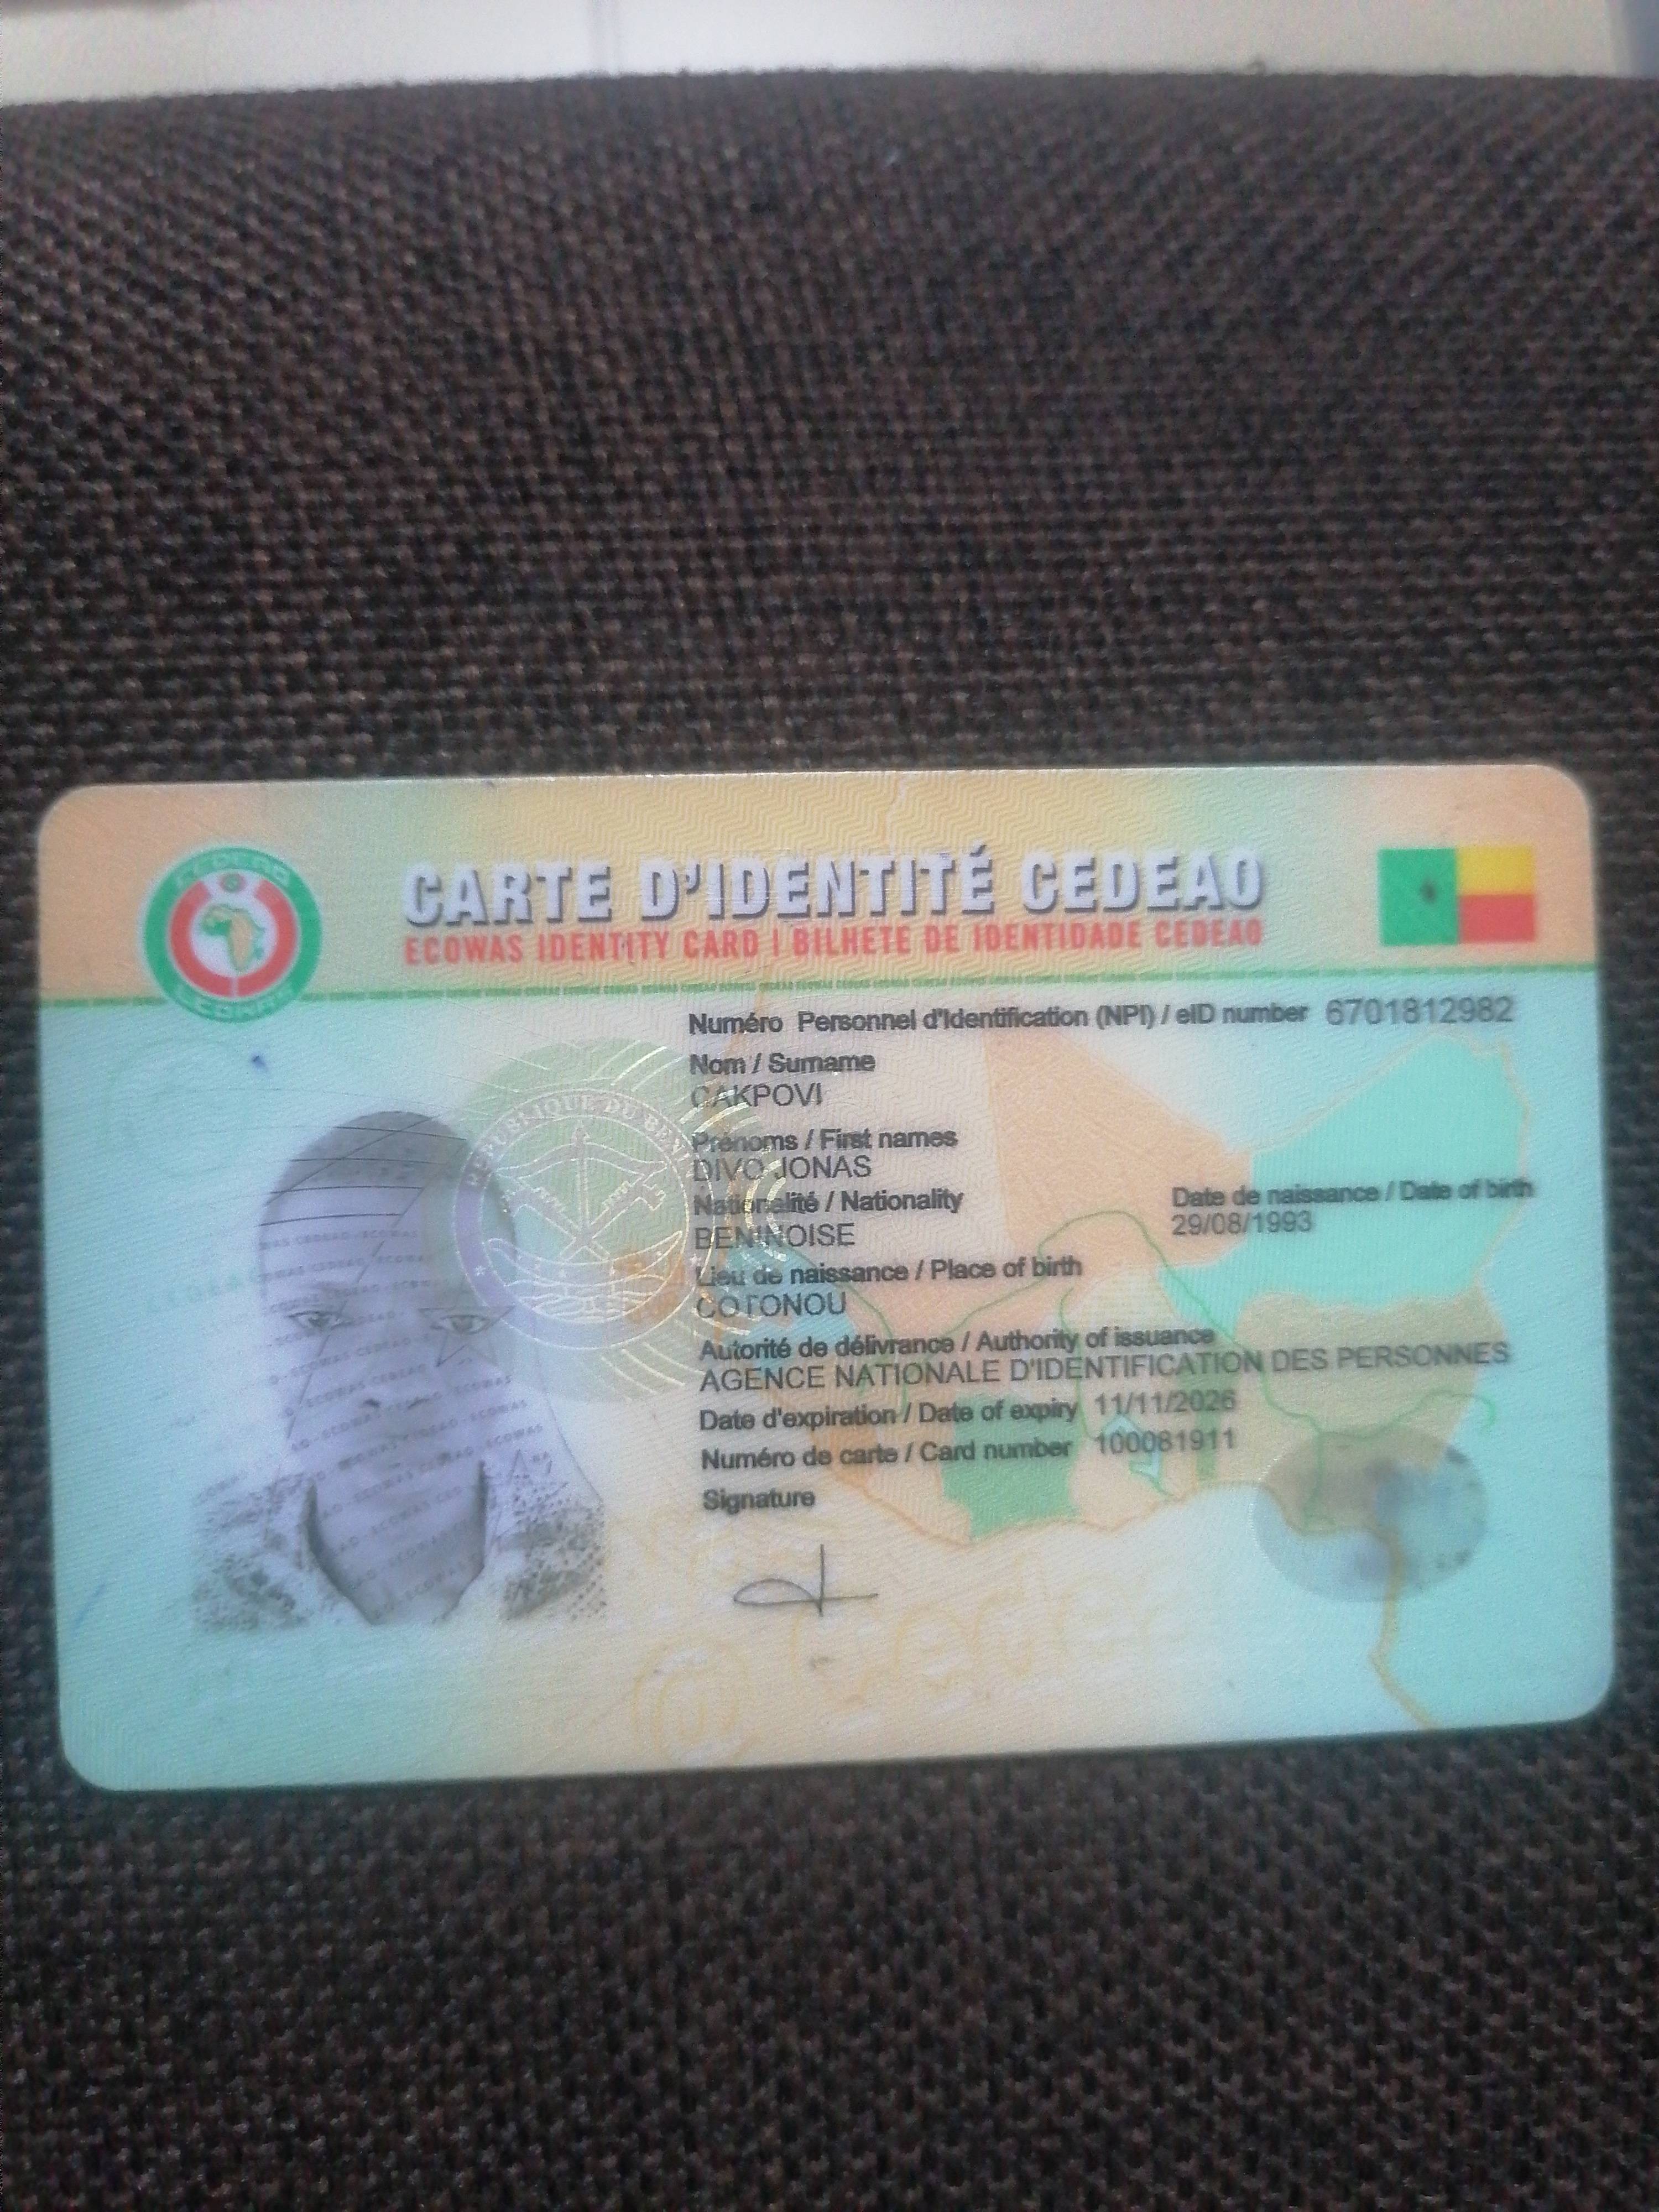 CEDEAO
ECOWAS
CARTE D'IDENTITÉ CEDEAO
ECOWAS IDENTITY CARD | BILHETE DE IDENTIDADE CEDEAO
Numéro Personnel d'Identification (NPI) / eID number 6701812982
Nom / Surname
CAKPOVI
Prénoms / First names
DIVO JONAS
Nationalité / Nationality
BENINOISE
Date de naissance / Date of birth
29/08/1993
Lieu de naissance / Place of birth
COTONOU
Autorité de délivrance / Authority of issuance
AGENCE NATIONALE D'IDENTIFICATION DES PERSONNES
Date d'expiration / Date of expiry 11/11/2026
Numéro de carte / Card number 100081911
Signature
REPUBLIQUE DU BENIN